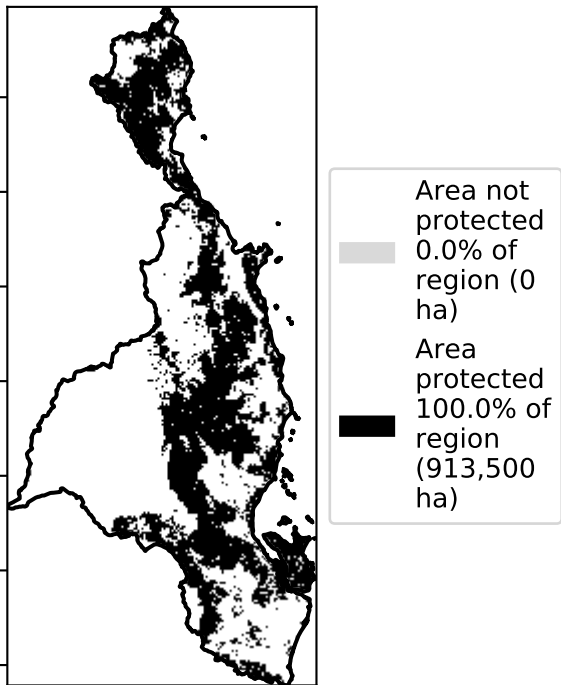 Area not
protected
0.0% of
region (0
ha)
Area
protected
100.0% of
region
(913,500
ha)